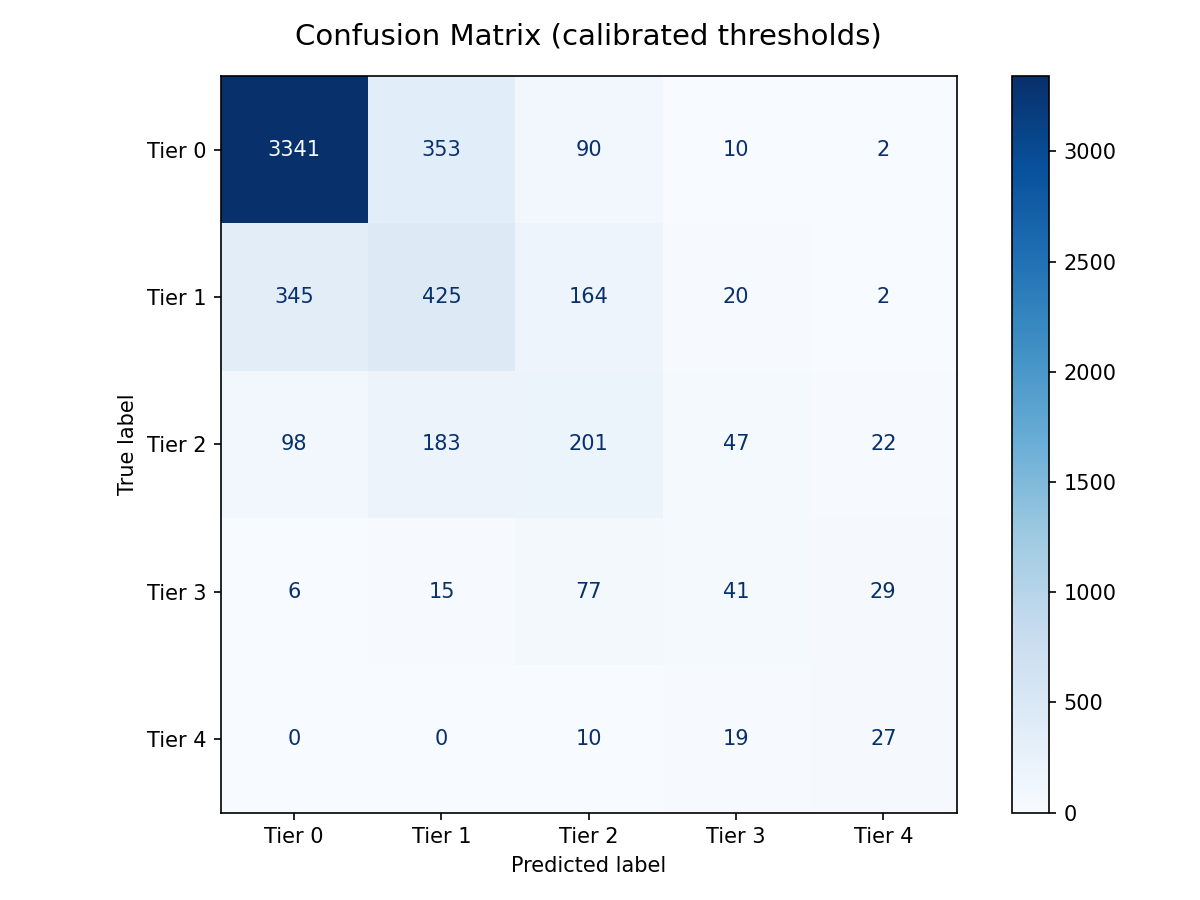 Confusion Matrix (calibrated thresholds)
Tier 0 3341 353 90 10 2
Tier 1 345 425 164 20 2
Tier 2 98 183 201 47 22
Tier 3 6 15 77 41 29
Tier 4 0 0 10 19 27
Tier 0 Tier 1 Tier 2 Tier 3 Tier 4
Predicted label
True label
3000
2500
2000
1500
1000
500
0